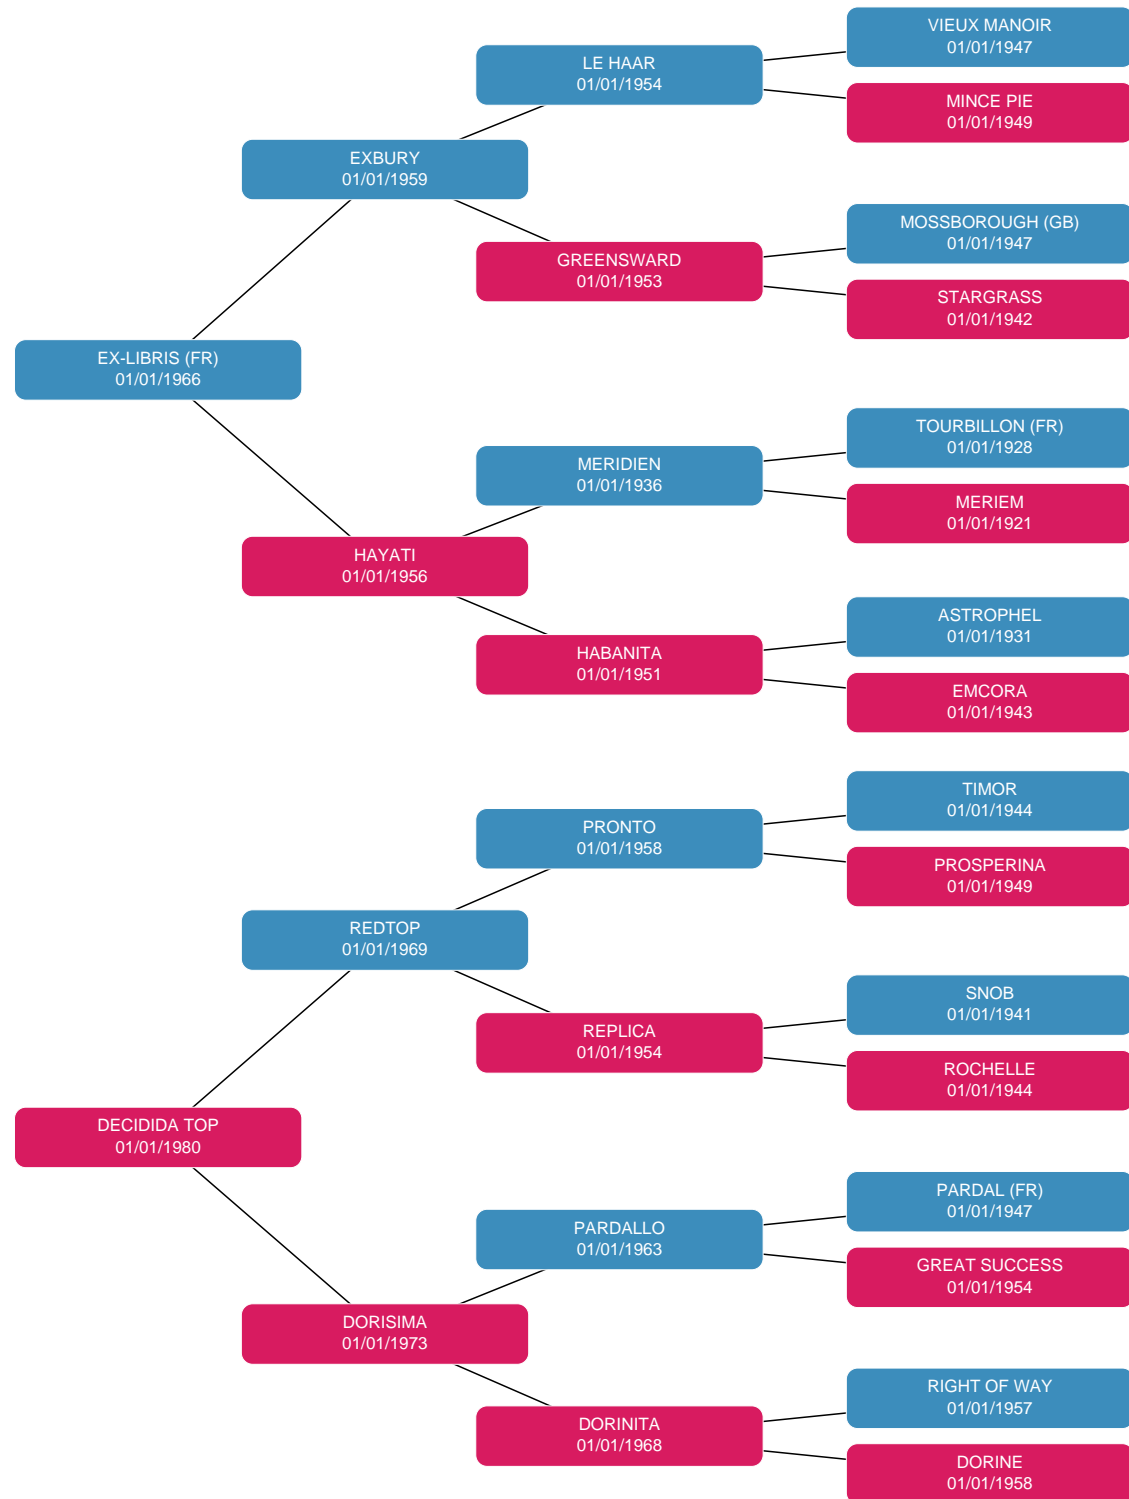 VIEUX MANOIR
01/01/1947
LE HAAR
01/01/1954
MINCE PIE
01/01/1949
EXBURY
01/01/1959
MOSSBOROUGH (GB)
01/01/1947
GREENSWARD
01/01/1953
STARGRASS
01/01/1942
EX-LIBRIS (FR)
01/01/1966
TOURBILLON (FR)
01/01/1928
MERIDIEN
01/01/1936
MERIEM
01/01/1921
HAYATI
01/01/1956
ASTROPHEL
01/01/1931
HABANITA
01/01/1951
EMCORA
01/01/1943
TIMOR
01/01/1944
PRONTO
01/01/1958
PROSPERINA
01/01/1949
REDTOP
01/01/1969
SNOB
01/01/1941
REPLICA
01/01/1954
ROCHELLE
01/01/1944
DECIDIDA TOP
01/01/1980
PARDAL (FR)
01/01/1947
PARDALLO
01/01/1963
GREAT SUCCESS
01/01/1954
DORISIMA
01/01/1973
RIGHT OF WAY
01/01/1957
DORINITA
01/01/1968
DORINE
01/01/1958